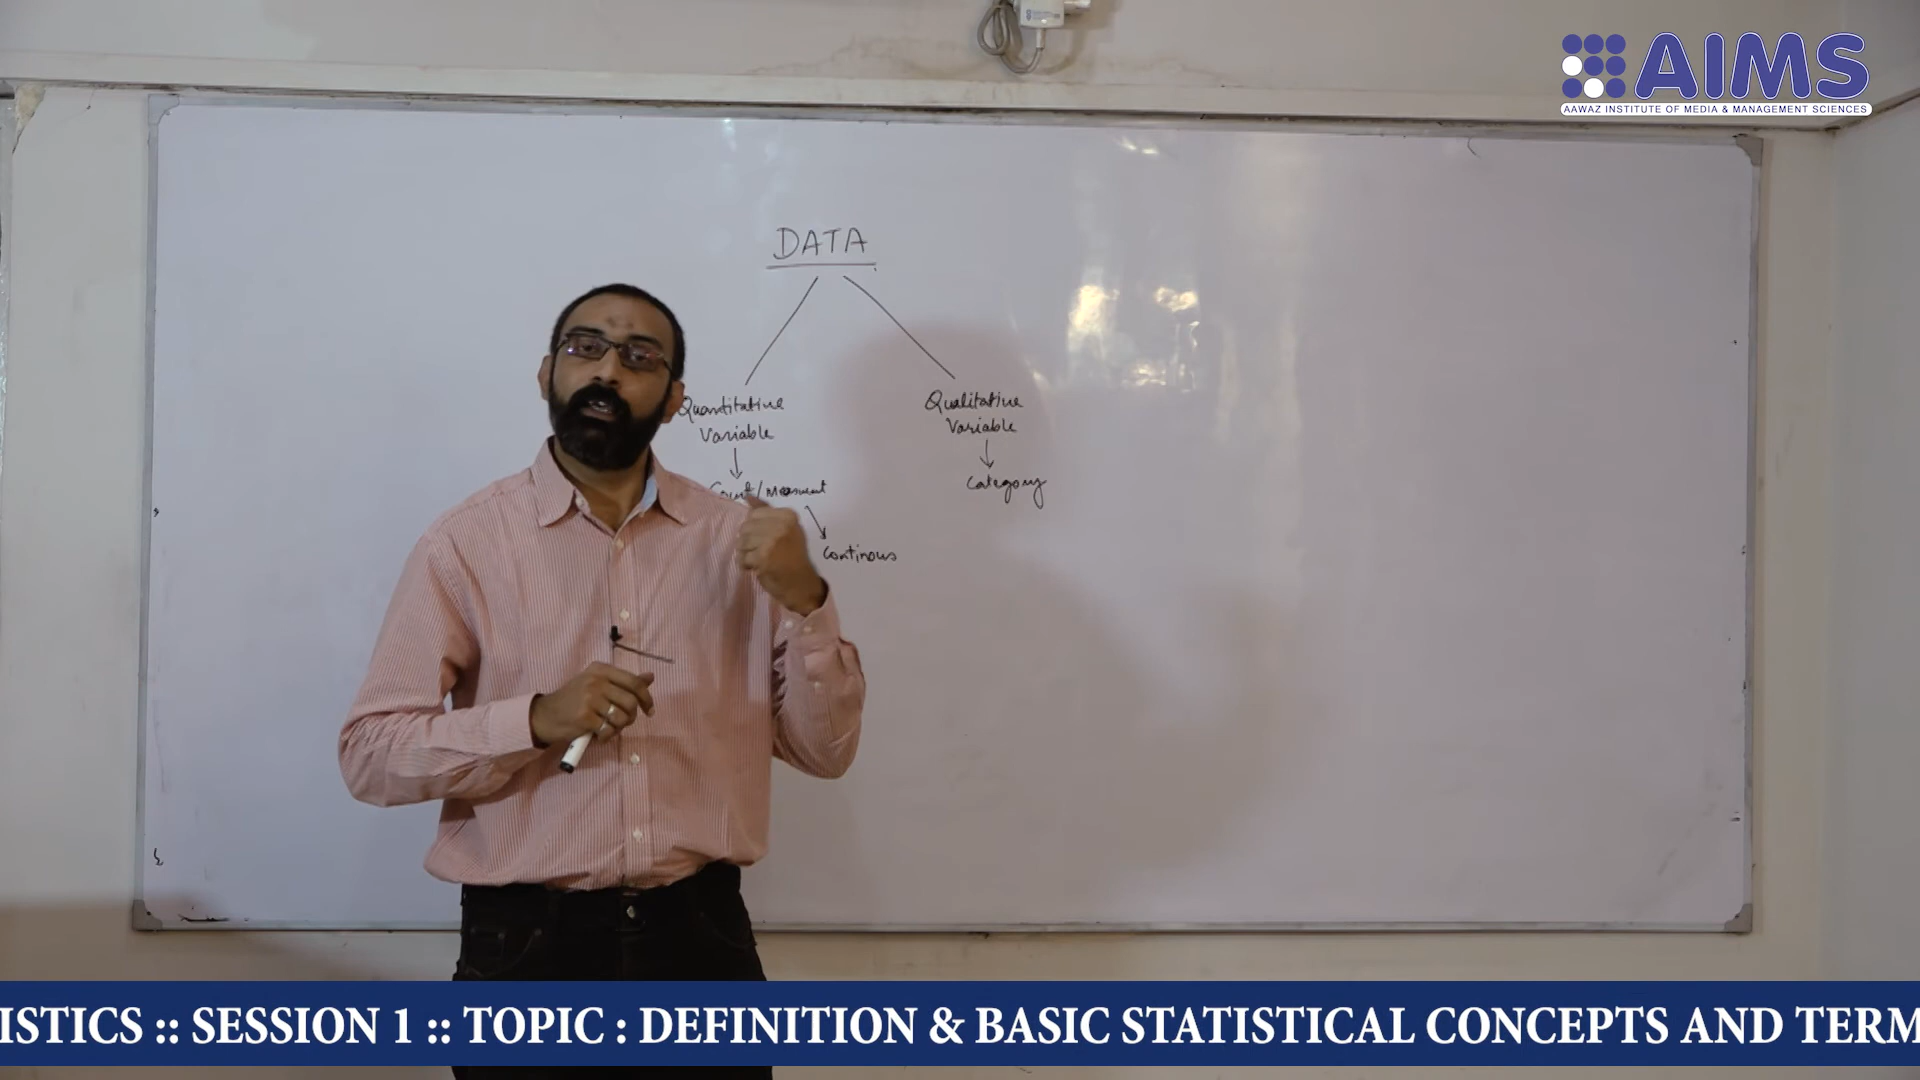 AIMS
AAWAZ INSTITUTE OF MEDIA & MANAGEMENT SCIENCES
DATA
Quantitative
Variable
Qualitative
Variable
Category
Continous
ISTICS :: SESSION 1 :: TOPIC : DEFINITION & BASIC STATISTICAL CONCEPTS AND TERM